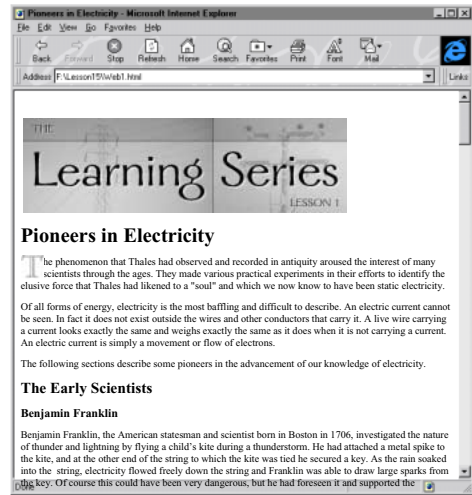 Pioneers in Electricity - Microsoft Internet Explorer
File Edit View Go Favorites Help
Back Forward Stop Refresh Home Search Favorites Print Font Mail
Address F:\Lesson15\Web1.html Links
THE
Learning Series
LESSON 1
Pioneers in Electricity
The phenomenon that Thales had observed and recorded in antiquity aroused the interest of many
scientists through the ages. They made various practical experiments in their efforts to identify the
elusive force that Thales had likened to a "soul" and which we now know to have been static electricity.
Of all forms of energy, electricity is the most baffling and difficult to describe. An electric current cannot
be seen. In fact it does not exist outside the wires and other conductors that carry it. A live wire carrying
a current looks exactly the same and weighs exactly the same as it does when it is not carrying a current.
An electric current is simply a movement or flow of electrons.
The following sections describe some pioneers in the advancement of our knowledge of electricity.
The Early Scientists
Benjamin Franklin
Benjamin Franklin, the American statesman and scientist born in Boston in 1706, investigated the nature
of thunder and lightning by flying a child's kite during a thunderstorm. He had attached a metal spike to
the kite, and at the other end of the string to which the kite was tied he secured a key. As the rain soaked
into the string, electricity flowed freely down the string and Franklin was able to draw large sparks from
the key. Of course this could have been very dangerous, but he had foreseen it and supported the
Done